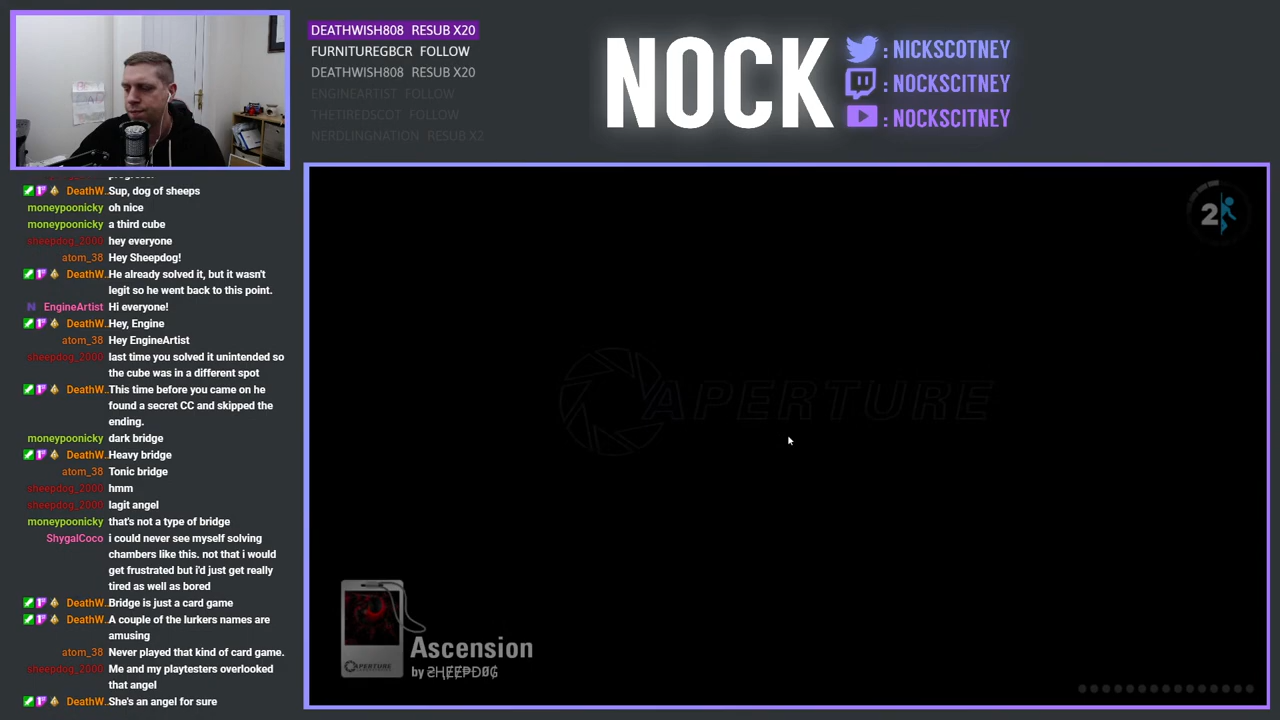 DEATHWISH808 RESUB X20
FURNITUREGBCR FOLLOW
DEATHWISH808 RESUB X20
ENGINEARTIST FOLLOW
THETIREDSCOT FOLLOW
NERDLINGNATION RESUB X2
NOCK
: NICKSCOTNEY
: NOCKSCITNEY
: NOCKSCITNEY
DeathW.. Sup, dog of sheeps
moneypoonicky oh nice
moneypoonicky a third cube
sheepdog_2000 hey everyone
atom_38 Hey Sheepdog!
DeathW.. He already solved it, but it wasn't
legit so he went back to this point.
N EngineArtist Hi everyone!
DeathW.. Hey, Engine
atom_38 Hey EngineArtist
sheepdog_2000 last time you solved it unintended so
the cube was in a different spot
DeathW.. This time before you came on he
found a secret CC and skipped the
ending.
moneypoonicky dark bridge
DeathW.. Heavy bridge
atom_38 Tonic bridge
sheepdog_2000 hmm
sheepdog_2000 lagit angel
moneypoonicky that's not a type of bridge
ShygalCoco i could never see myself solving
chambers like this. not that i would
get frustrated but i'd just get really
tired as well as bored
DeathW.. Bridge is just a card game
DeathW.. A couple of the lurkers names are
amusing
atom_38 Never played that kind of card game.
sheepdog_2000 Me and my playtesters overlooked
that angel
DeathW.. She's an angel for sure
2
APERTURE
APERTURE
Ascension